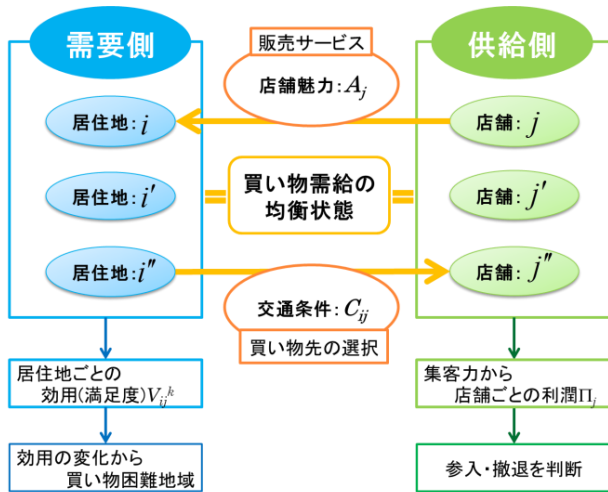 需要側
販売サービス
供給側
店舗魅力：A_j
居住地：i
店舗：j
居住地：i′
買い物需給の
均衡状態
店舗：j′
居住地：i″
店舗：j″
交通条件：C_ij
買い物先の選択
居住地ごとの
効用(満足度)V_ij^k
集客力から
店舗ごとの利潤Π_j
効用の変化から
買い物困難地域
参入・撤退を判断